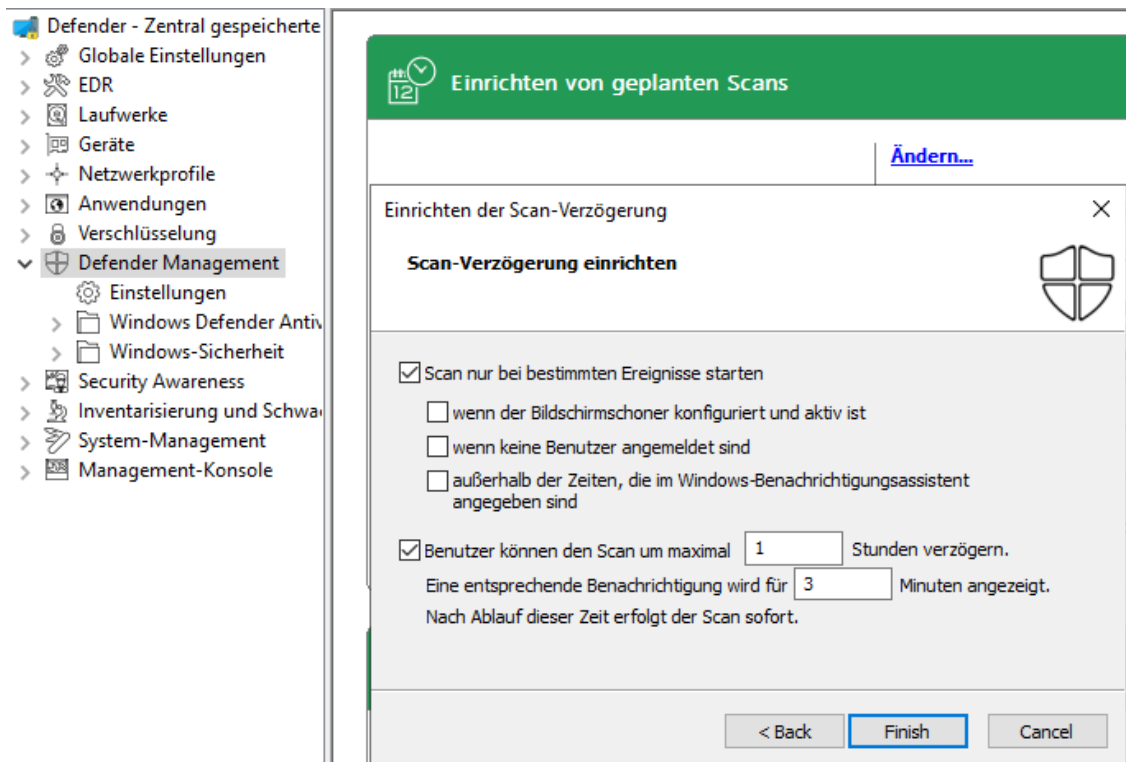 Defender - Zentral gespeicherte
Globale Einstellungen
EDR
Laufwerke
Geräte
Netzwerkprofile
Anwendungen
Verschlüsselung
Defender Management
Einstellungen
Windows Defender Antiv
Windows-Sicherheit
Security Awareness
Inventarisierung und Schwa
System-Management
Management-Konsole
12
Einrichten von geplanten Scans
Ändern...
Einrichten der Scan-Verzögerung
Scan-Verzögerung einrichten
Scan nur bei bestimmten Ereignisse starten
wenn der Bildschirmschoner konfiguriert und aktiv ist
wenn keine Benutzer angemeldet sind
außerhalb der Zeiten, die im Windows-Benachrichtigungsassistent
angegeben sind
Benutzer können den Scan um maximal 1 Stunden verzögern.
Eine entsprechende Benachrichtigung wird für 3 Minuten angezeigt.
Nach Ablauf dieser Zeit erfolgt der Scan sofort.
< Back Finish Cancel